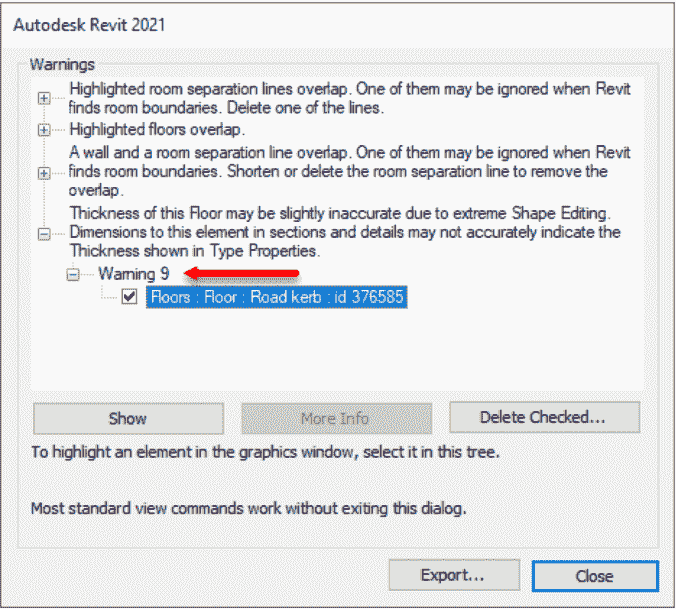 Autodesk Revit 2021
Warnings
Highlighted room separation lines overlap. One of them may be ignored when Revit
finds room boundaries. Delete one of the lines.
Highlighted floors overlap.
A wall and a room separation line overlap. One of them may be ignored when Revit
finds room boundaries. Shorten or delete the room separation line to remove the
overlap.
Thickness of this Floor may be slightly inaccurate due to extreme Shape Editing.
Dimensions to this element in sections and details may not accurately indicate the
Thickness shown in Type Properties.
Warning 9
Floors : Floor : Road kerb : id 376585
Show
More Info
Delete Checked...
To highlight an element in the graphics window, select it in this tree.
Most standard view commands work without exiting this dialog.
Export...
Close